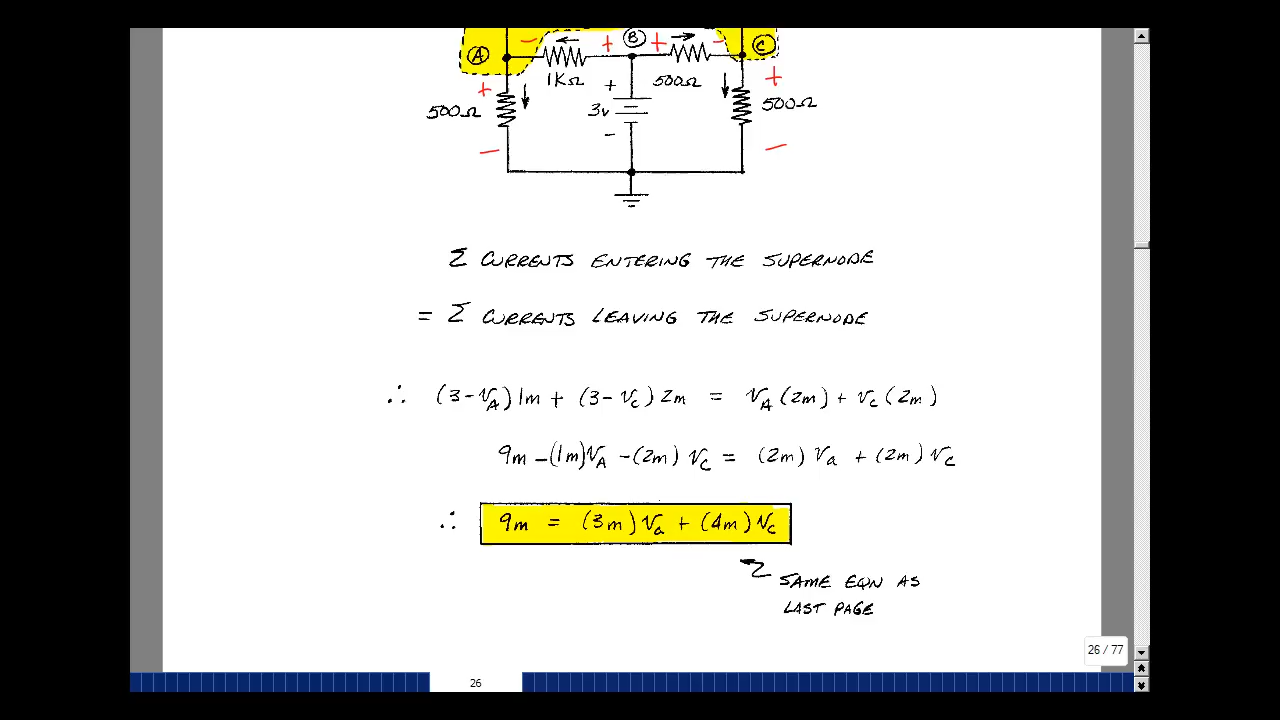 A - + B + - C
1KΩ 500Ω
+ + +
500Ω 3v 500Ω
- - -
Σ CURRENTS ENTERING THE SUPERNODE
= Σ CURRENTS LEAVING THE SUPERNODE
∴ (3-VA)1m + (3-Vc)2m = VA(2m) + Vc(2m)
9m -(1m)VA -(2m)Vc = (2m)Va + (2m)Vc
∴ 9m = (3m)Va + (4m)Vc
SAME EQN AS
LAST PAGE
26 / 77
26